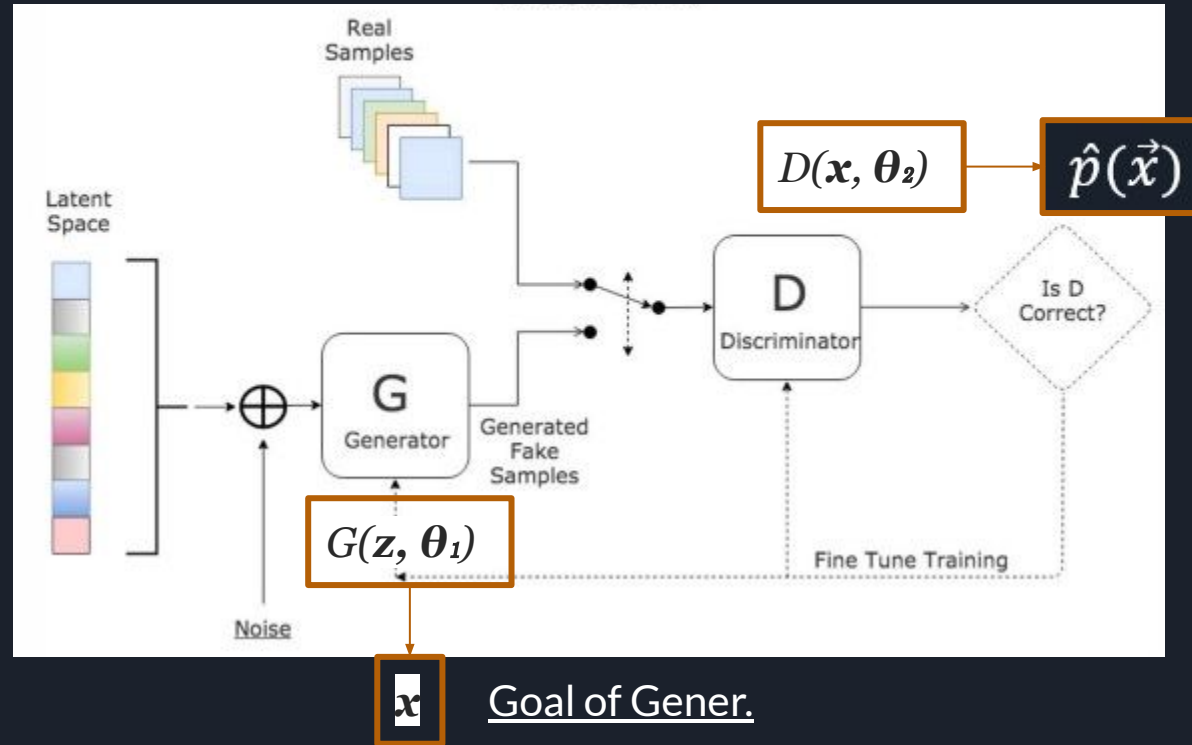 Real
Samples
D(x, θ₂)
p̂(x⃗)
Latent
Space
D
Discriminator
Is D
Correct?
G
Generator
Generated
Fake
Samples
G(z, θ₁)
Fine Tune Training
Noise
x
Goal of Gener.